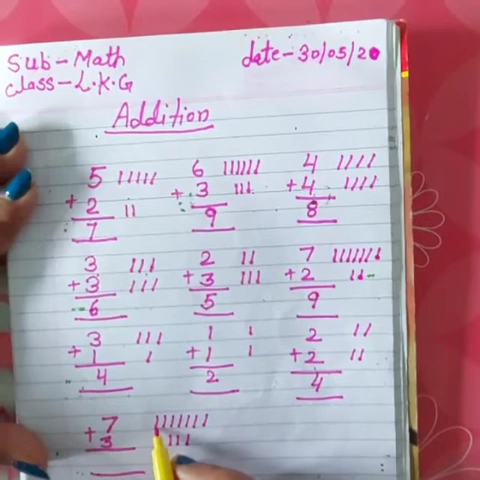 Sub-Math date-30/05/20
Class-L.K.G
Addition
5 ||||| 6 |||||| 4 ||||
+2 || +3 ||| +4 ||||
7 9 8
3 ||| 2 || 7 |||||||
+3 ||| +3 ||| +2 ||
6 5 9
3 ||| 1 | 2 ||
+1 | +1 | +2 ||
4 2 4
7 |||||||
+3 |||